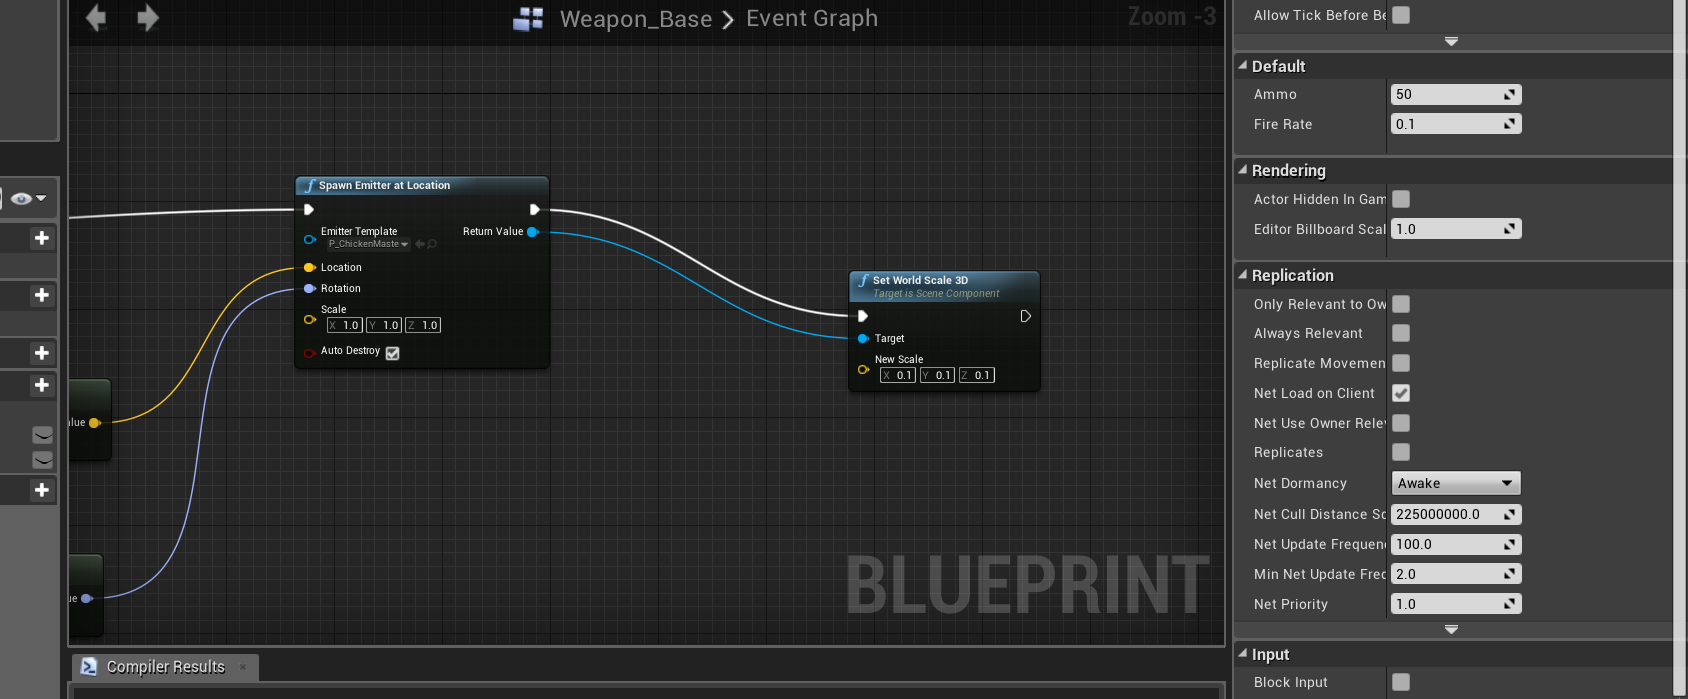 Weapon_Base > Event Graph
Zoom -3
Spawn Emitter at Location
Emitter Template
P_ChickenMaste
Return Value
Location
Rotation
Scale
X 1.0 Y 1.0 Z 1.0
Auto Destroy
Set World Scale 3D
Target is Scene Component
Target
New Scale
X 0.1 Y 0.1 Z 0.1
lue
ue
BLUEPRINT
Compiler Results
Allow Tick Before Be
Default
Ammo 50
Fire Rate 0.1
Rendering
Actor Hidden In Gam
Editor Billboard Scal 1.0
Replication
Only Relevant to Ow
Always Relevant
Replicate Movemen
Net Load on Client
Net Use Owner Rele
Replicates
Net Dormancy Awake
Net Cull Distance Sq 225000000.0
Net Update Frequen 100.0
Min Net Update Fred 2.0
Net Priority 1.0
Input
Block Input